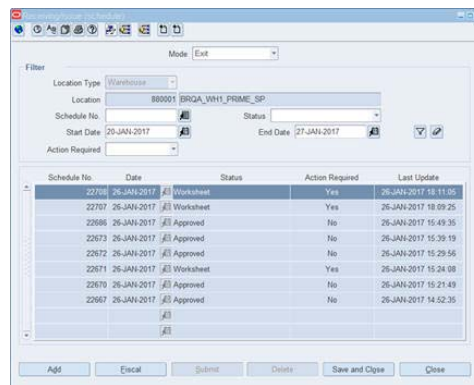 Receiving/Issue (schedule)
Mode Exit
Filter
Location Type Warehouse
Location 880001 BRQA_WH1_PRIME_SP
Schedule No. Status
Start Date 20-JAN-2017 End Date 27-JAN-2017
Action Required
Schedule No. Date Status Action Required Last Update
22708 26-JAN-2017 Worksheet Yes 26-JAN-2017 18:11:05
22707 26-JAN-2017 Worksheet Yes 26-JAN-2017 18:09:25
22686 26-JAN-2017 Approved No 26-JAN-2017 15:49:35
22673 26-JAN-2017 Approved No 26-JAN-2017 15:39:19
22672 26-JAN-2017 Approved No 26-JAN-2017 15:29:56
22671 26-JAN-2017 Worksheet Yes 26-JAN-2017 15:24:08
22670 26-JAN-2017 Approved No 26-JAN-2017 15:21:49
22667 26-JAN-2017 Approved No 26-JAN-2017 14:52:35
Add Fiscal Submit Delete Save and Close Close